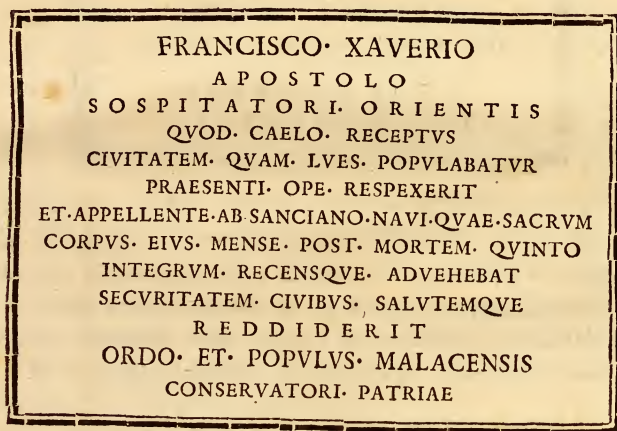 FRANCISCO· XAVERIO
APOSTOLO
SOSPITATORI· ORIENTIS
QVOD· CAELO· RECEPTVS
CIVITATEM· QVAM· LVES· POPVLABATVR
PRAESENTI· OPE· RESPEXERIT
ET·APPELLENTE·AB·SANCIANO·NAVI·QVAE·SACRVM
CORPVS· EIVS· MENSE· POST· MORTEM· QVINTO
INTEGRVM· RECENSQVE· ADVEHEBAT
SECVRITATEM· CIVIBVS· SALVTEMQVE
REDDIDERIT
ORDO· ET· POPVLVS· MALACENSIS
CONSERVATORI· PATRIAE